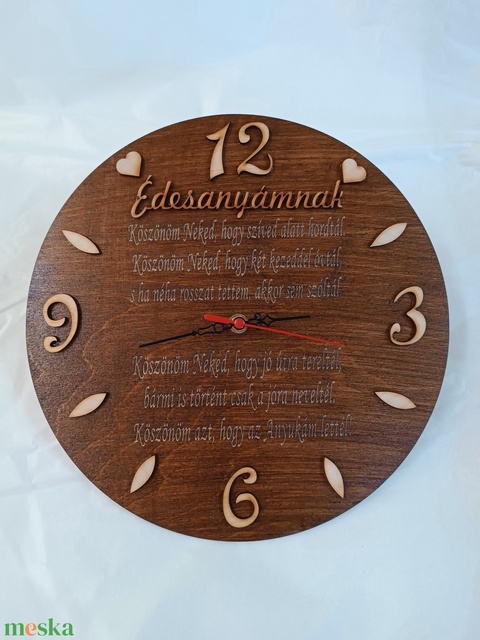 12
Édesanyámnak
Köszönöm Neked, hogy szíved alatt hordtál,
Köszönöm Neked, hogy két kezeddel óvtál,
s ha néha rosszat tettem, akkor sem szóltál.
9
3
Köszönöm Neked, hogy jó útra tereltél,
bármi is történt csak a jóra neveltél.
Köszönöm azt, hogy az Anyukám lettél!
6
meska